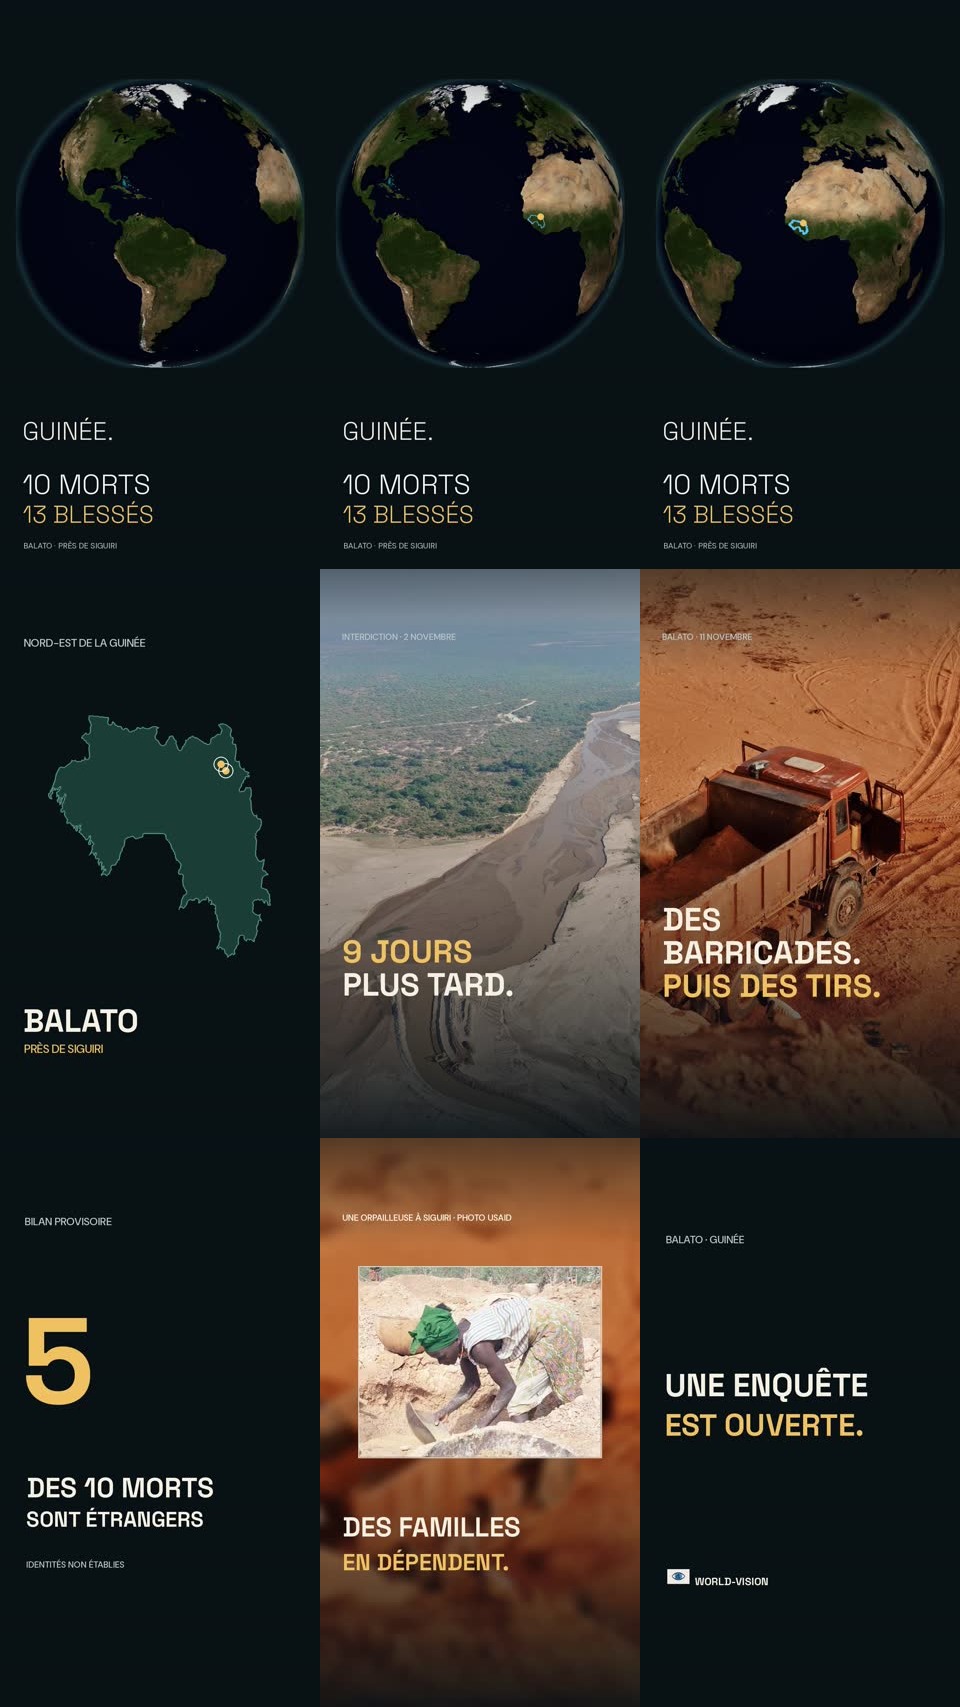 GUINÉE.
10 MORTS
13 BLESSÉS
BALATO · PRÈS DE SIGUIRI
GUINÉE.
10 MORTS
13 BLESSÉS
BALATO · PRÈS DE SIGUIRI
GUINÉE.
10 MORTS
13 BLESSÉS
BALATO · PRÈS DE SIGUIRI
NORD-EST DE LA GUINÉE
BALATO
PRÈS DE SIGUIRI
INTERDICTION · 2 NOVEMBRE
9 JOURS
PLUS TARD.
BALATO · 11 NOVEMBRE
DES
BARRICADES.
PUIS DES TIRS.
BILAN PROVISOIRE
5
DES 10 MORTS
SONT ÉTRANGERS
IDENTITÉS NON ÉTABLIES
UNE ORPAILLEUSE À SIGUIRI · PHOTO USAID
DES FAMILLES
EN DÉPENDENT.
BALATO · GUINÉE
UNE ENQUÊTE
EST OUVERTE.
WORLD-VISION